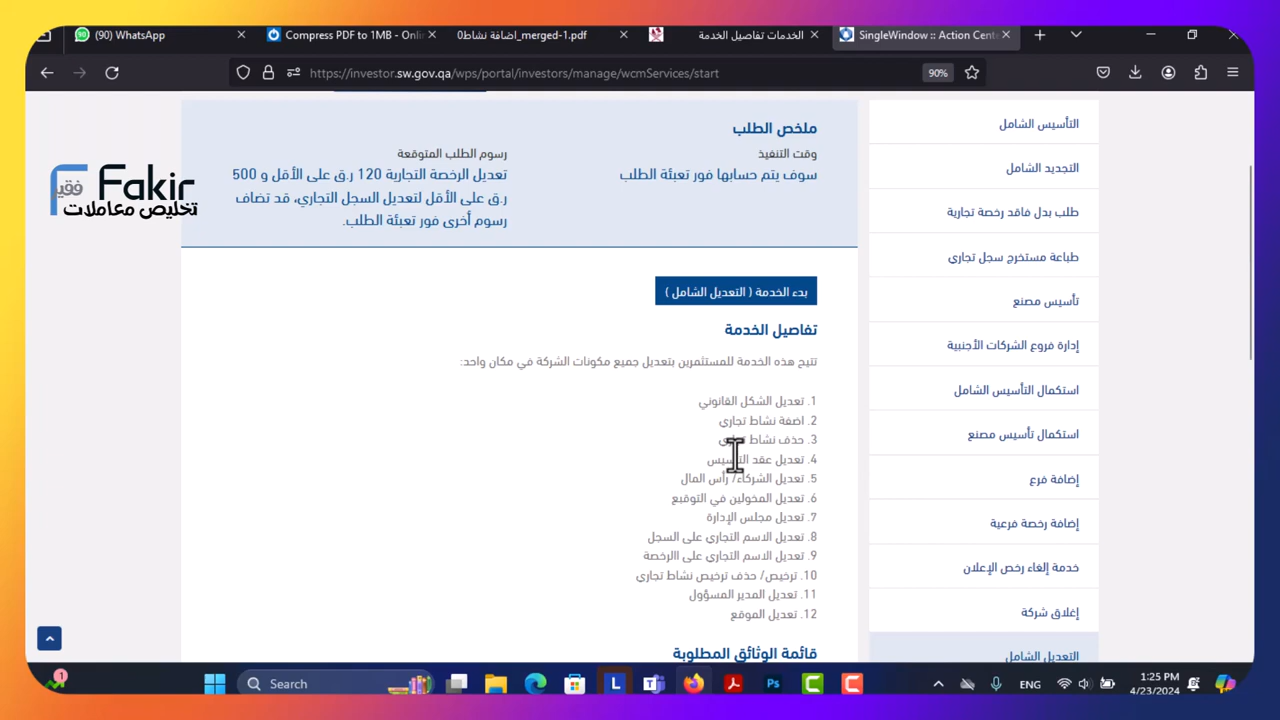 (90) WhatsApp
Compress PDF to 1MB - Onlin
اضافة نشاط0_merged-1.pdf
الخدمات تفاصيل الخدمة
SingleWindow :: Action Cente
https://investor.sw.gov.qa/wps/portal/investors/manage/wcmServices/start
90%
Fakir
فقير
تخليص معاملات
ملخص الطلب
وقت التنفيذ
سوف يتم حسابها فور تعبئة الطلب
رسوم الطلب المتوقعة
تعديل الرخصة التجارية 120 ر.ق على الأقل و 500
ر.ق على الأقل لتعديل السجل التجاري، قد تضاف
رسوم أخرى فور تعبئة الطلب.
بدء الخدمة ( التعديل الشامل )
تفاصيل الخدمة
تتيح هذه الخدمة للمستثمرين بتعديل جميع مكونات الشركة في مكان واحد:
1. تعديل الشكل القانوني
2. اضفة نشاط تجاري
3. حذف نشاط تجاري
4. تعديل عقد التأسيس
5. تعديل الشركاء/ رأس المال
6. تعديل المخولين في التوقيع
7. تعديل مجلس الإدارة
8. تعديل الاسم التجاري على السجل
9. تعديل الاسم التجاري على االرخصة
10. ترخيص/ حذف ترخيص نشاط تجاري
11. تعديل المدير المسؤول
12. تعديل الموقع
قائمة الوثائق المطلوبة
التأسيس الشامل
التجديد الشامل
طلب بدل فاقد رخصة تجارية
طباعة مستخرج سجل تجاري
تأسيس مصنع
إدارة فروع الشركات الأجنبية
استكمال التأسيس الشامل
استكمال تأسيس مصنع
إضافة فرع
إضافة رخصة فرعية
خدمة إلغاء رخص الإعلان
إغلاق شركة
التعديل الشامل
1
Search
ENG
1:25 PM
4/23/2024